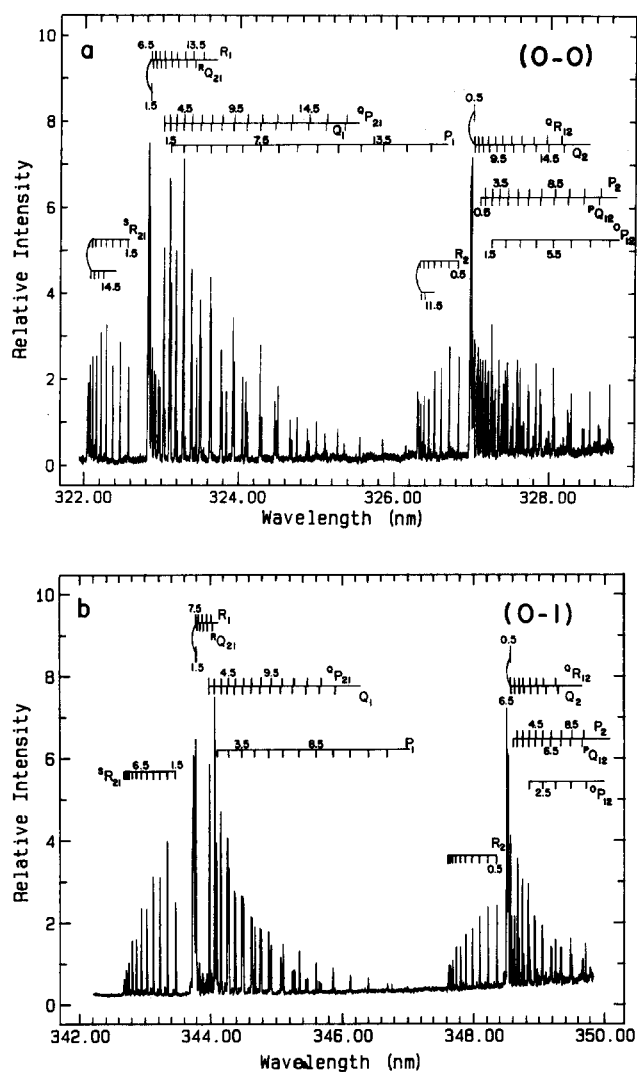 a
(0-0)
6.5 13.5 R₁
ᴿQ₂₁
1.5
4.5 9.5 14.5 ᵠP₂₁
Q₁
1.5 7.5 13.5 P₁
ˢR₂₁
1.5
14.5
0.5 ᵠR₁₂
9.5 14.5 Q₂
3.5 8.5 P₂
0.5 ᴾQ₁₂
1.5 5.5 ᴼP₁₂
R₂
0.5
11.5
Relative Intensity
10
8
6
4
2
0
322.00 324.00 326.00 328.00
Wavelength (nm)
b
(0-1)
7.5 R₁
ᴿQ₂₁
1.5
4.5 9.5 ᵠP₂₁
Q₁
3.5 8.5 P₁
ˢR₂₁ 6.5 1.5
0.5 ᵠR₁₂
Q₂
6.5
4.5 8.5 P₂
6.5 ᴾQ₁₂
2.5 ᴼP₁₂
R₂
0.5
Relative Intensity
10
8
6
4
2
0
342.00 344.00 346.00 348.00 350.00
Wavelength (nm)